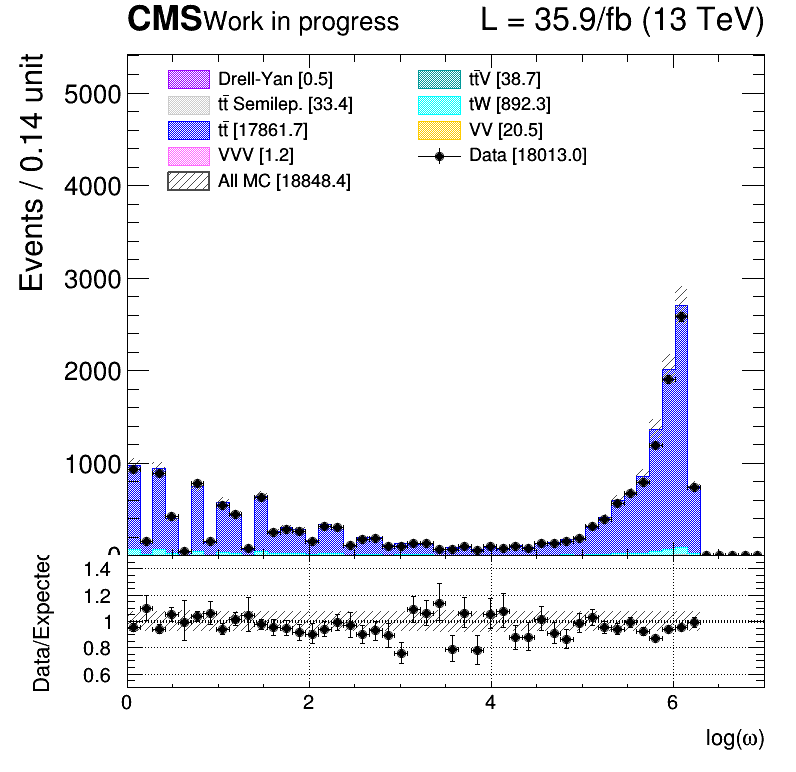 CMS Work in progress L = 35.9/fb (13 TeV)
Events / 0.14 unit
5000
4000
3000
2000
1000
0
Drell-Yan [0.5]
tt̄ Semilep. [33.4]
tt̄ [17861.7]
VVV [1.2]
All MC [18848.4]
tt̄V [38.7]
tW [892.3]
VV [20.5]
Data [18013.0]
Data/Expected
1.4
1.2
1
0.8
0.6
0 2 4 6
log(ω)